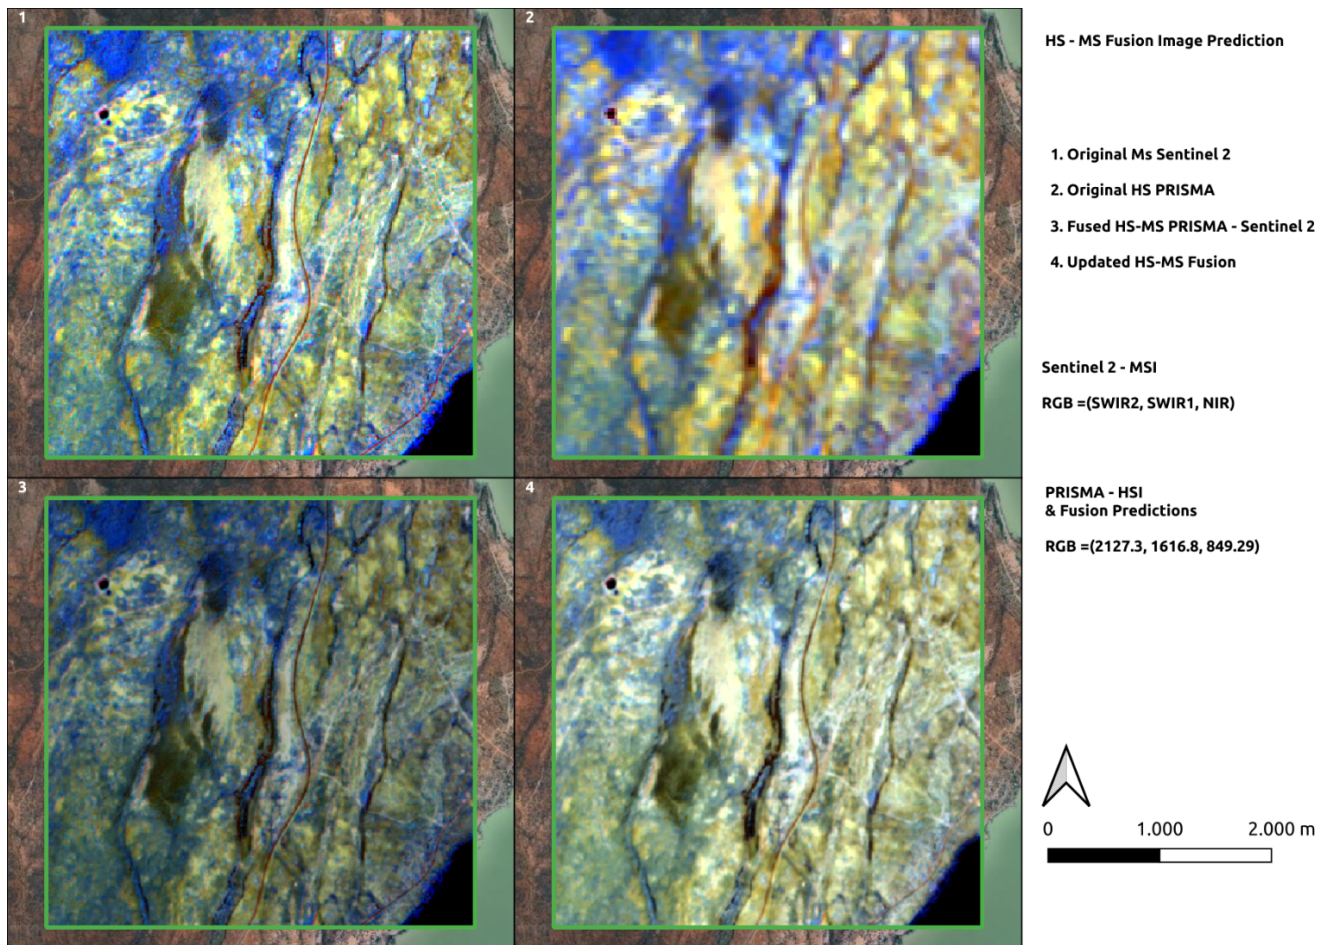 1
2
HS - MS Fusion Image Prediction
1. Original Ms Sentinel 2
2. Original HS PRISMA
3. Fused HS-MS PRISMA - Sentinel 2
4. Updated HS-MS Fusion
Sentinel 2 - MSI
RGB =(SWIR2, SWIR1, NIR)
3
4
PRISMA - HSI
& Fusion Predictions
RGB =(2127.3, 1616.8, 849.29)
0 1.000 2.000 m